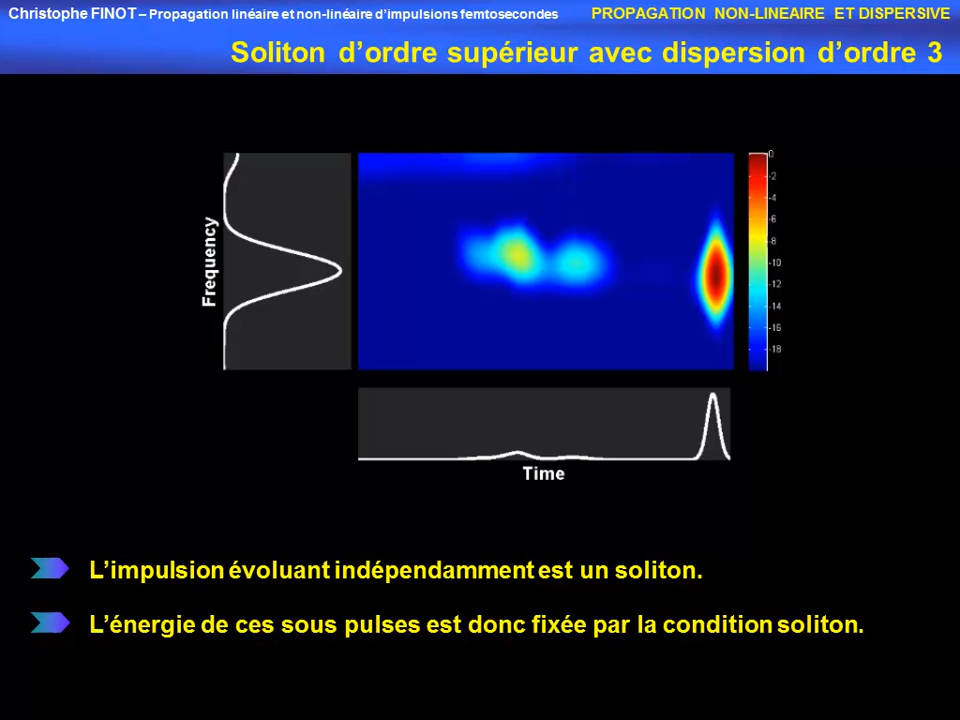 Christophe FINOT – Propagation linéaire et non-linéaire d'impulsions femtosecondes PROPAGATION NON-LINEAIRE ET DISPERSIVE
Soliton d'ordre supérieur avec dispersion d'ordre 3
Frequency
0
-2
-4
-6
-8
-10
-12
-14
-16
-18
Time
L'impulsion évoluant indépendamment est un soliton.
L'énergie de ces sous pulses est donc fixée par la condition soliton.